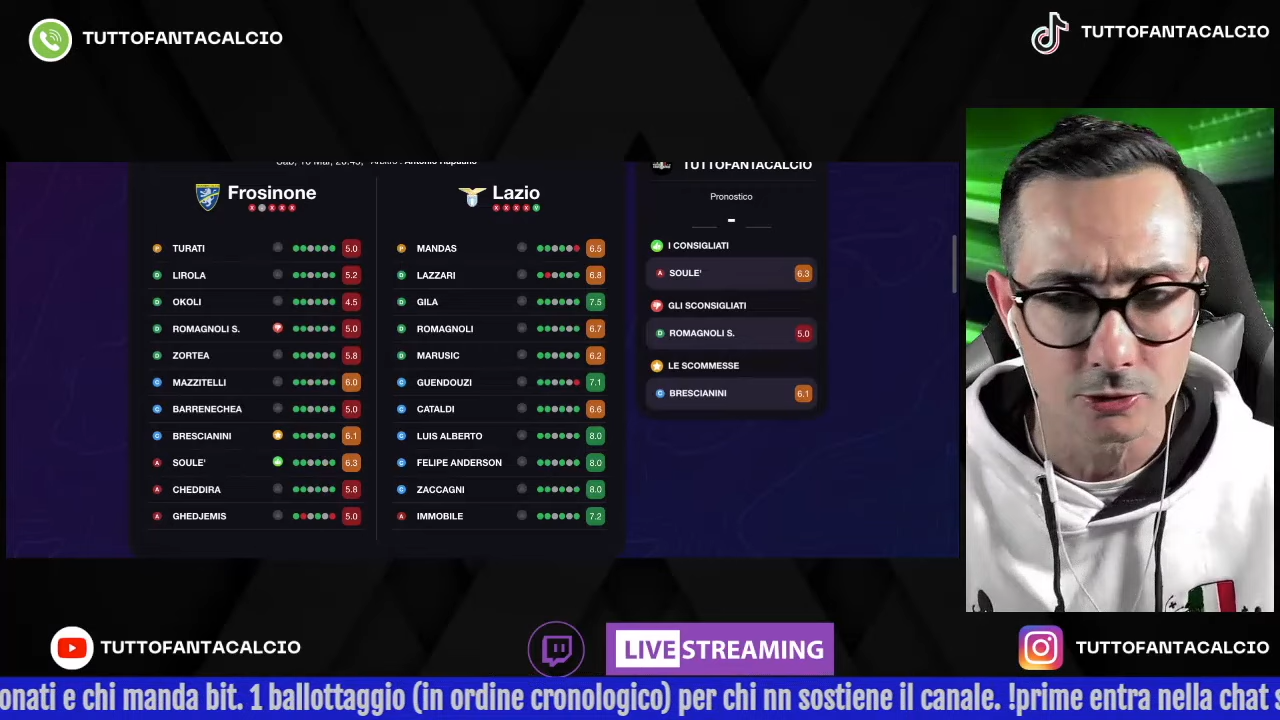 TUTTOFANTACALCIO
TUTTOFANTACALCIO
TUTTOFANTACALCIO
Pronostico
-
Frosinone
Lazio
P TURATI 5.0
D LIROLA 5.2
D OKOLI 4.5
D ROMAGNOLI S. 5.0
D ZORTEA 5.8
C MAZZITELLI 6.0
C BARRENECHEA 5.0
C BRESCIANINI 6.1
A SOULE' 6.3
A CHEDDIRA 5.8
A GHEDJEMIS 5.0
P MANDAS 6.5
D LAZZARI 6.8
D GILA 7.5
D ROMAGNOLI 6.7
D MARUSIC 6.2
C GUENDOUZI 7.1
C CATALDI 6.6
C LUIS ALBERTO 8.0
C FELIPE ANDERSON 8.0
C ZACCAGNI 8.0
A IMMOBILE 7.2
I CONSIGLIATI
A SOULE' 6.3
GLI SCONSIGLIATI
D ROMAGNOLI S. 5.0
LE SCOMMESSE
C BRESCIANINI 6.1
TUTTOFANTACALCIO
LIVE STREAMING
TUTTOFANTACALCIO
onati e chi manda bit. 1 ballottaggio (in ordine cronologico) per chi nn sostiene il canale. !prime entra nella chat s